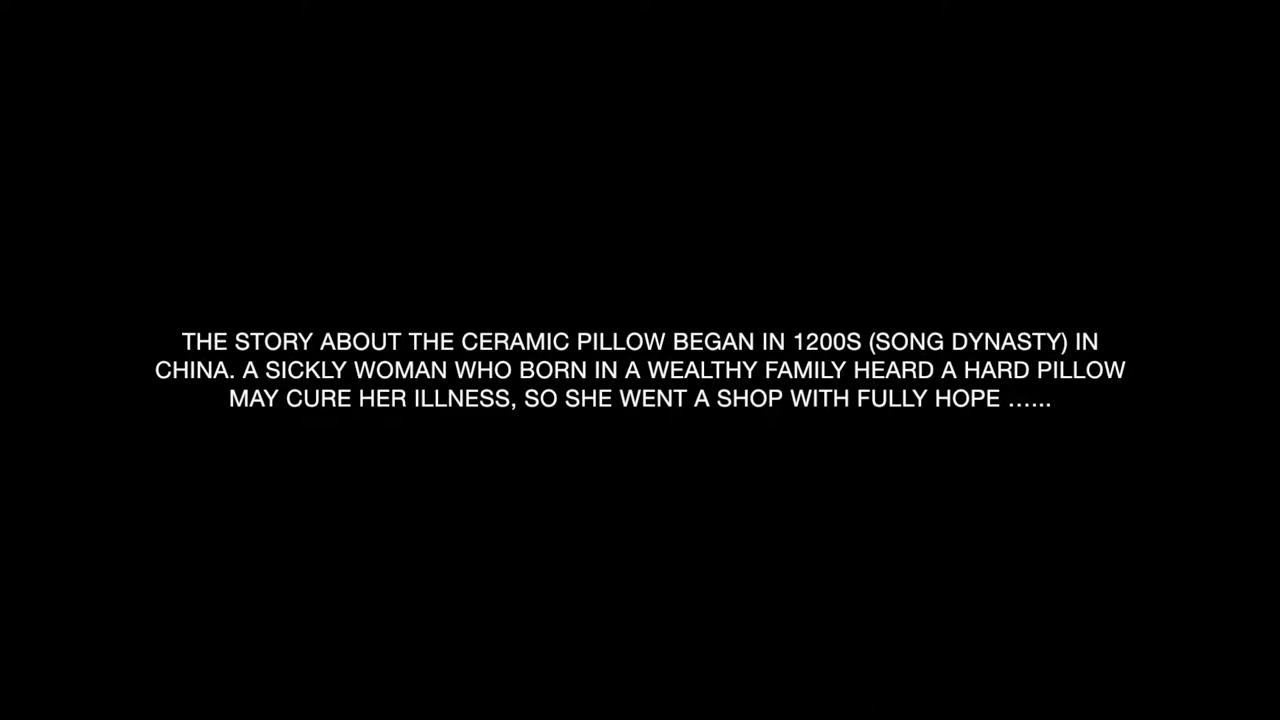 THE STORY ABOUT THE CERAMIC PILLOW BEGAN IN 1200S (SONG DYNASTY) IN
CHINA. A SICKLY WOMAN WHO BORN IN A WEALTHY FAMILY HEARD A HARD PILLOW
MAY CURE HER ILLNESS, SO SHE WENT A SHOP WITH FULLY HOPE …...